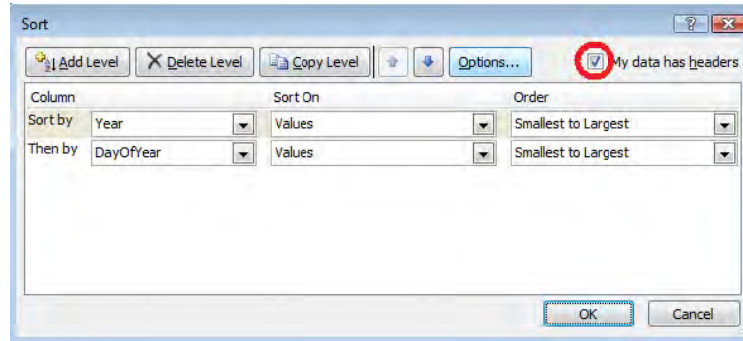 Sort
?
Add Level Delete Level Copy Level Options... My data has headers
Column Sort On Order
Sort by Year Values Smallest to Largest
Then by DayOfYear Values Smallest to Largest
OK Cancel